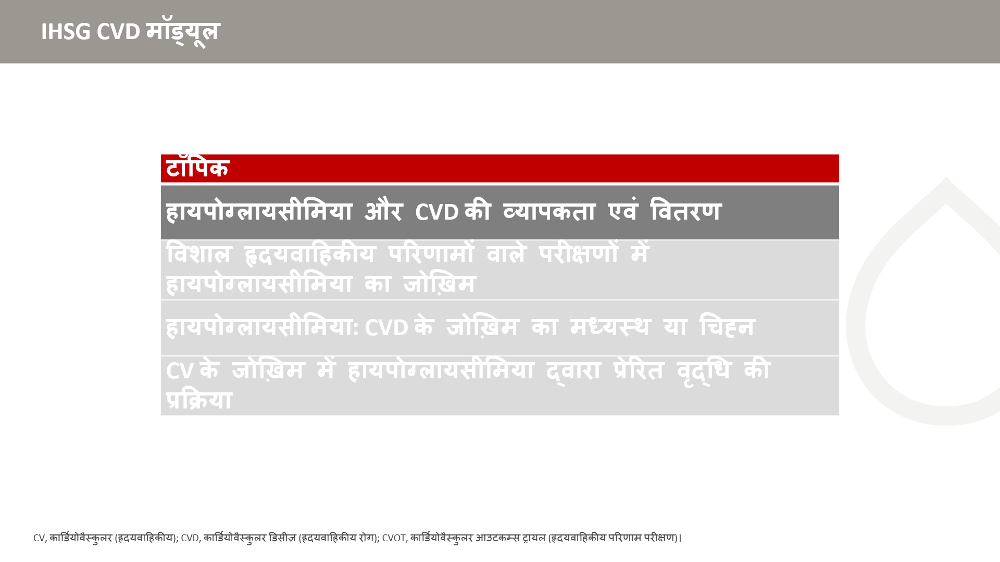 IHSG CVD मॉड्यूल
टॉपिक
हायपोग्लायसीमिया और CVD की व्यापकता एवं वितरण
विशाल हृदयवाहिकीय परिणामों वाले परीक्षणों में
हायपोग्लायसीमिया का जोख़िम
हायपोग्लायसीमिया: CVD के जोख़िम का मध्यस्थ या चिह्न
CV के जोख़िम में हायपोग्लायसीमिया द्वारा प्रेरित वृद्धि की
प्रक्रिया
CV, कार्डियोवैस्कुलर (हृदयवाहिकीय); CVD, कार्डियोवैस्कुलर डिसीज़ (हृदयवाहिकीय रोग); CVOT, कार्डियोवैस्कुलर आउटकम्स ट्रायल (हृदयवाहिकीय परिणाम परीक्षण)।